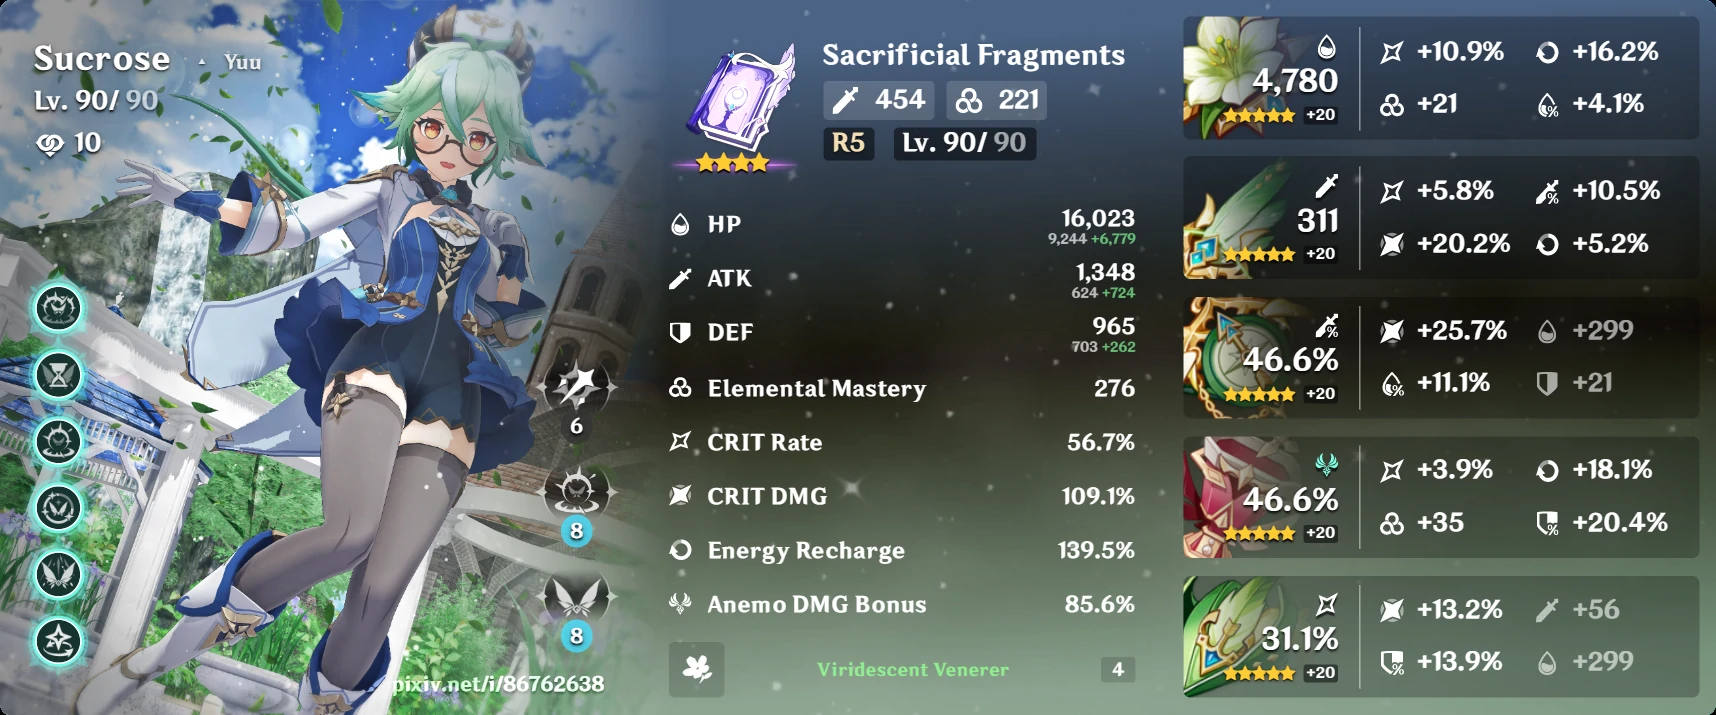 Sucrose · Yuu
Lv. 90/ 90
10
6
8
8
pixiv.net/i/86762638
Sacrificial Fragments
454 221
R5 Lv. 90/ 90
HP 16,023
9,244 +6,779
ATK 1,348
624 +724
DEF 965
703 +262
Elemental Mastery 276
CRIT Rate 56.7%
CRIT DMG 109.1%
Energy Recharge 139.5%
Anemo DMG Bonus 85.6%
Viridescent Venerer 4
4,780
+20
+10.9% +16.2%
+21 +4.1%
311
+20
+5.8% +10.5%
+20.2% +5.2%
46.6%
+20
+25.7% +299
+11.1% +21
46.6%
+20
+3.9% +18.1%
+35 +20.4%
31.1%
+20
+13.2% +56
+13.9% +299